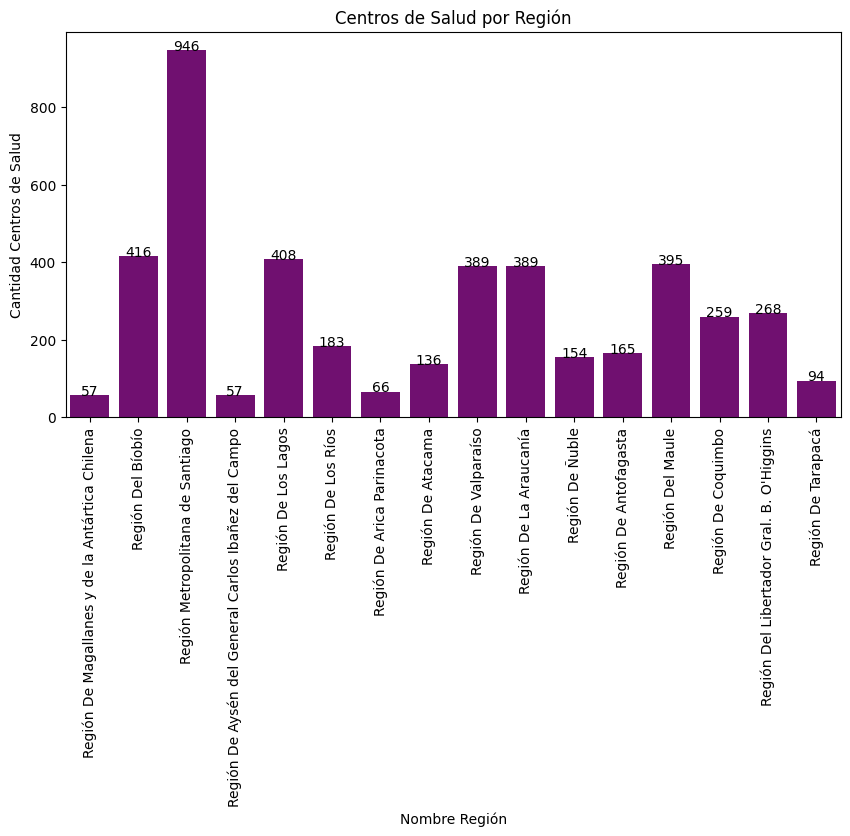 Centros de Salud por Región
Cantidad Centros de Salud
800
600
400
200
0
57
416
946
57
408
183
66
136
389
389
154
165
395
259
268
94
Región De Magallanes y de la Antártica Chilena
Región Del Bíobío
Región Metropolitana de Santiago
Región De Aysén del General Carlos Ibañez del Campo
Región De Los Lagos
Región De Los Ríos
Región De Arica Parinacota
Región De Atacama
Región De Valparaíso
Región De La Araucanía
Región De Ñuble
Región De Antofagasta
Región Del Maule
Región De Coquimbo
Región Del Libertador Gral. B. O'Higgins
Región De Tarapacá
Nombre Región